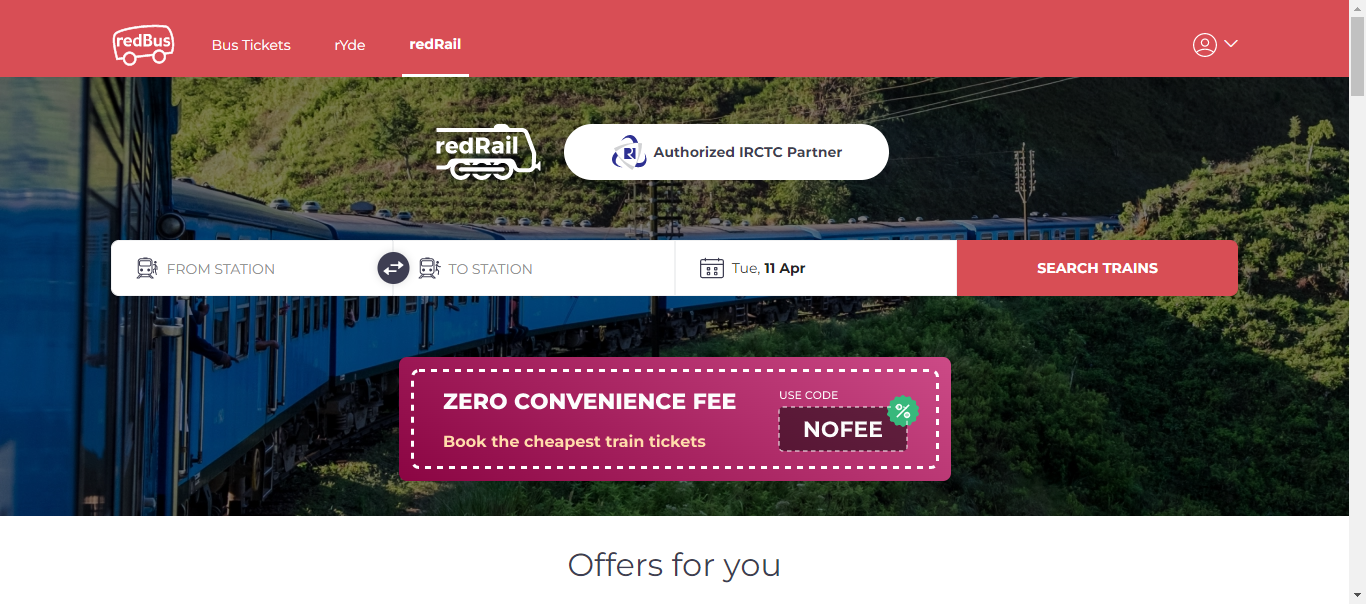 redBus
Bus Tickets
rYde
redRail
redRail
Authorized IRCTC Partner
FROM STATION
TO STATION
Tue, 11 Apr
SEARCH TRAINS
ZERO CONVENIENCE FEE
Book the cheapest train tickets
USE CODE
%
NOFEE
Offers for you